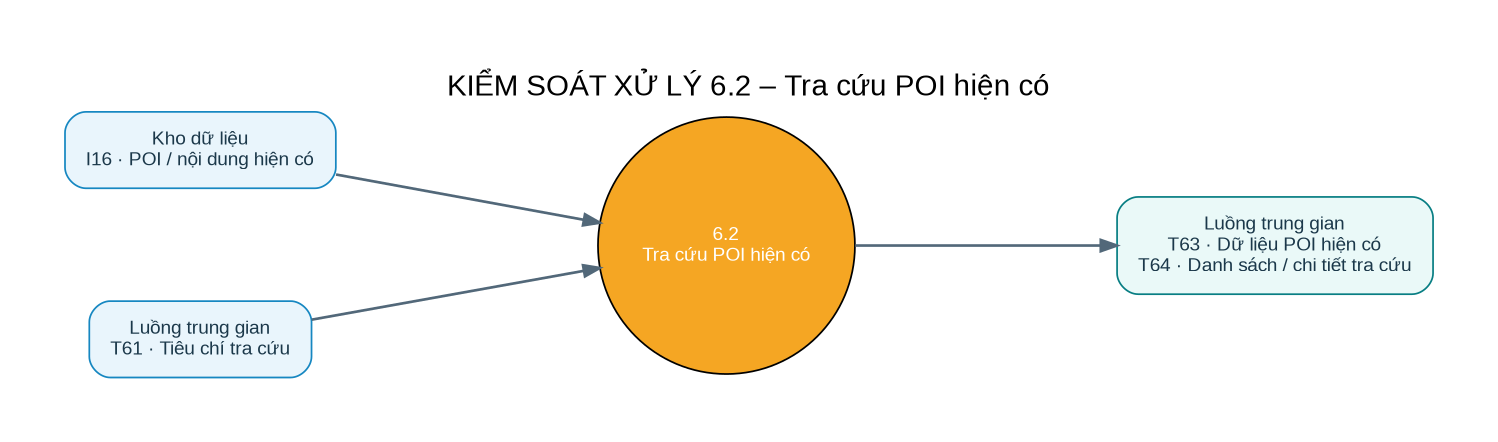 KIỂM SOÁT XỬ LÝ 6.2 – Tra cứu POI hiện có
Kho dữ liệu
I16 · POI / nội dung hiện có
Luồng trung gian
T61 · Tiêu chí tra cứu
6.2
Tra cứu POI hiện có
Luồng trung gian
T63 · Dữ liệu POI hiện có
T64 · Danh sách / chi tiết tra cứu